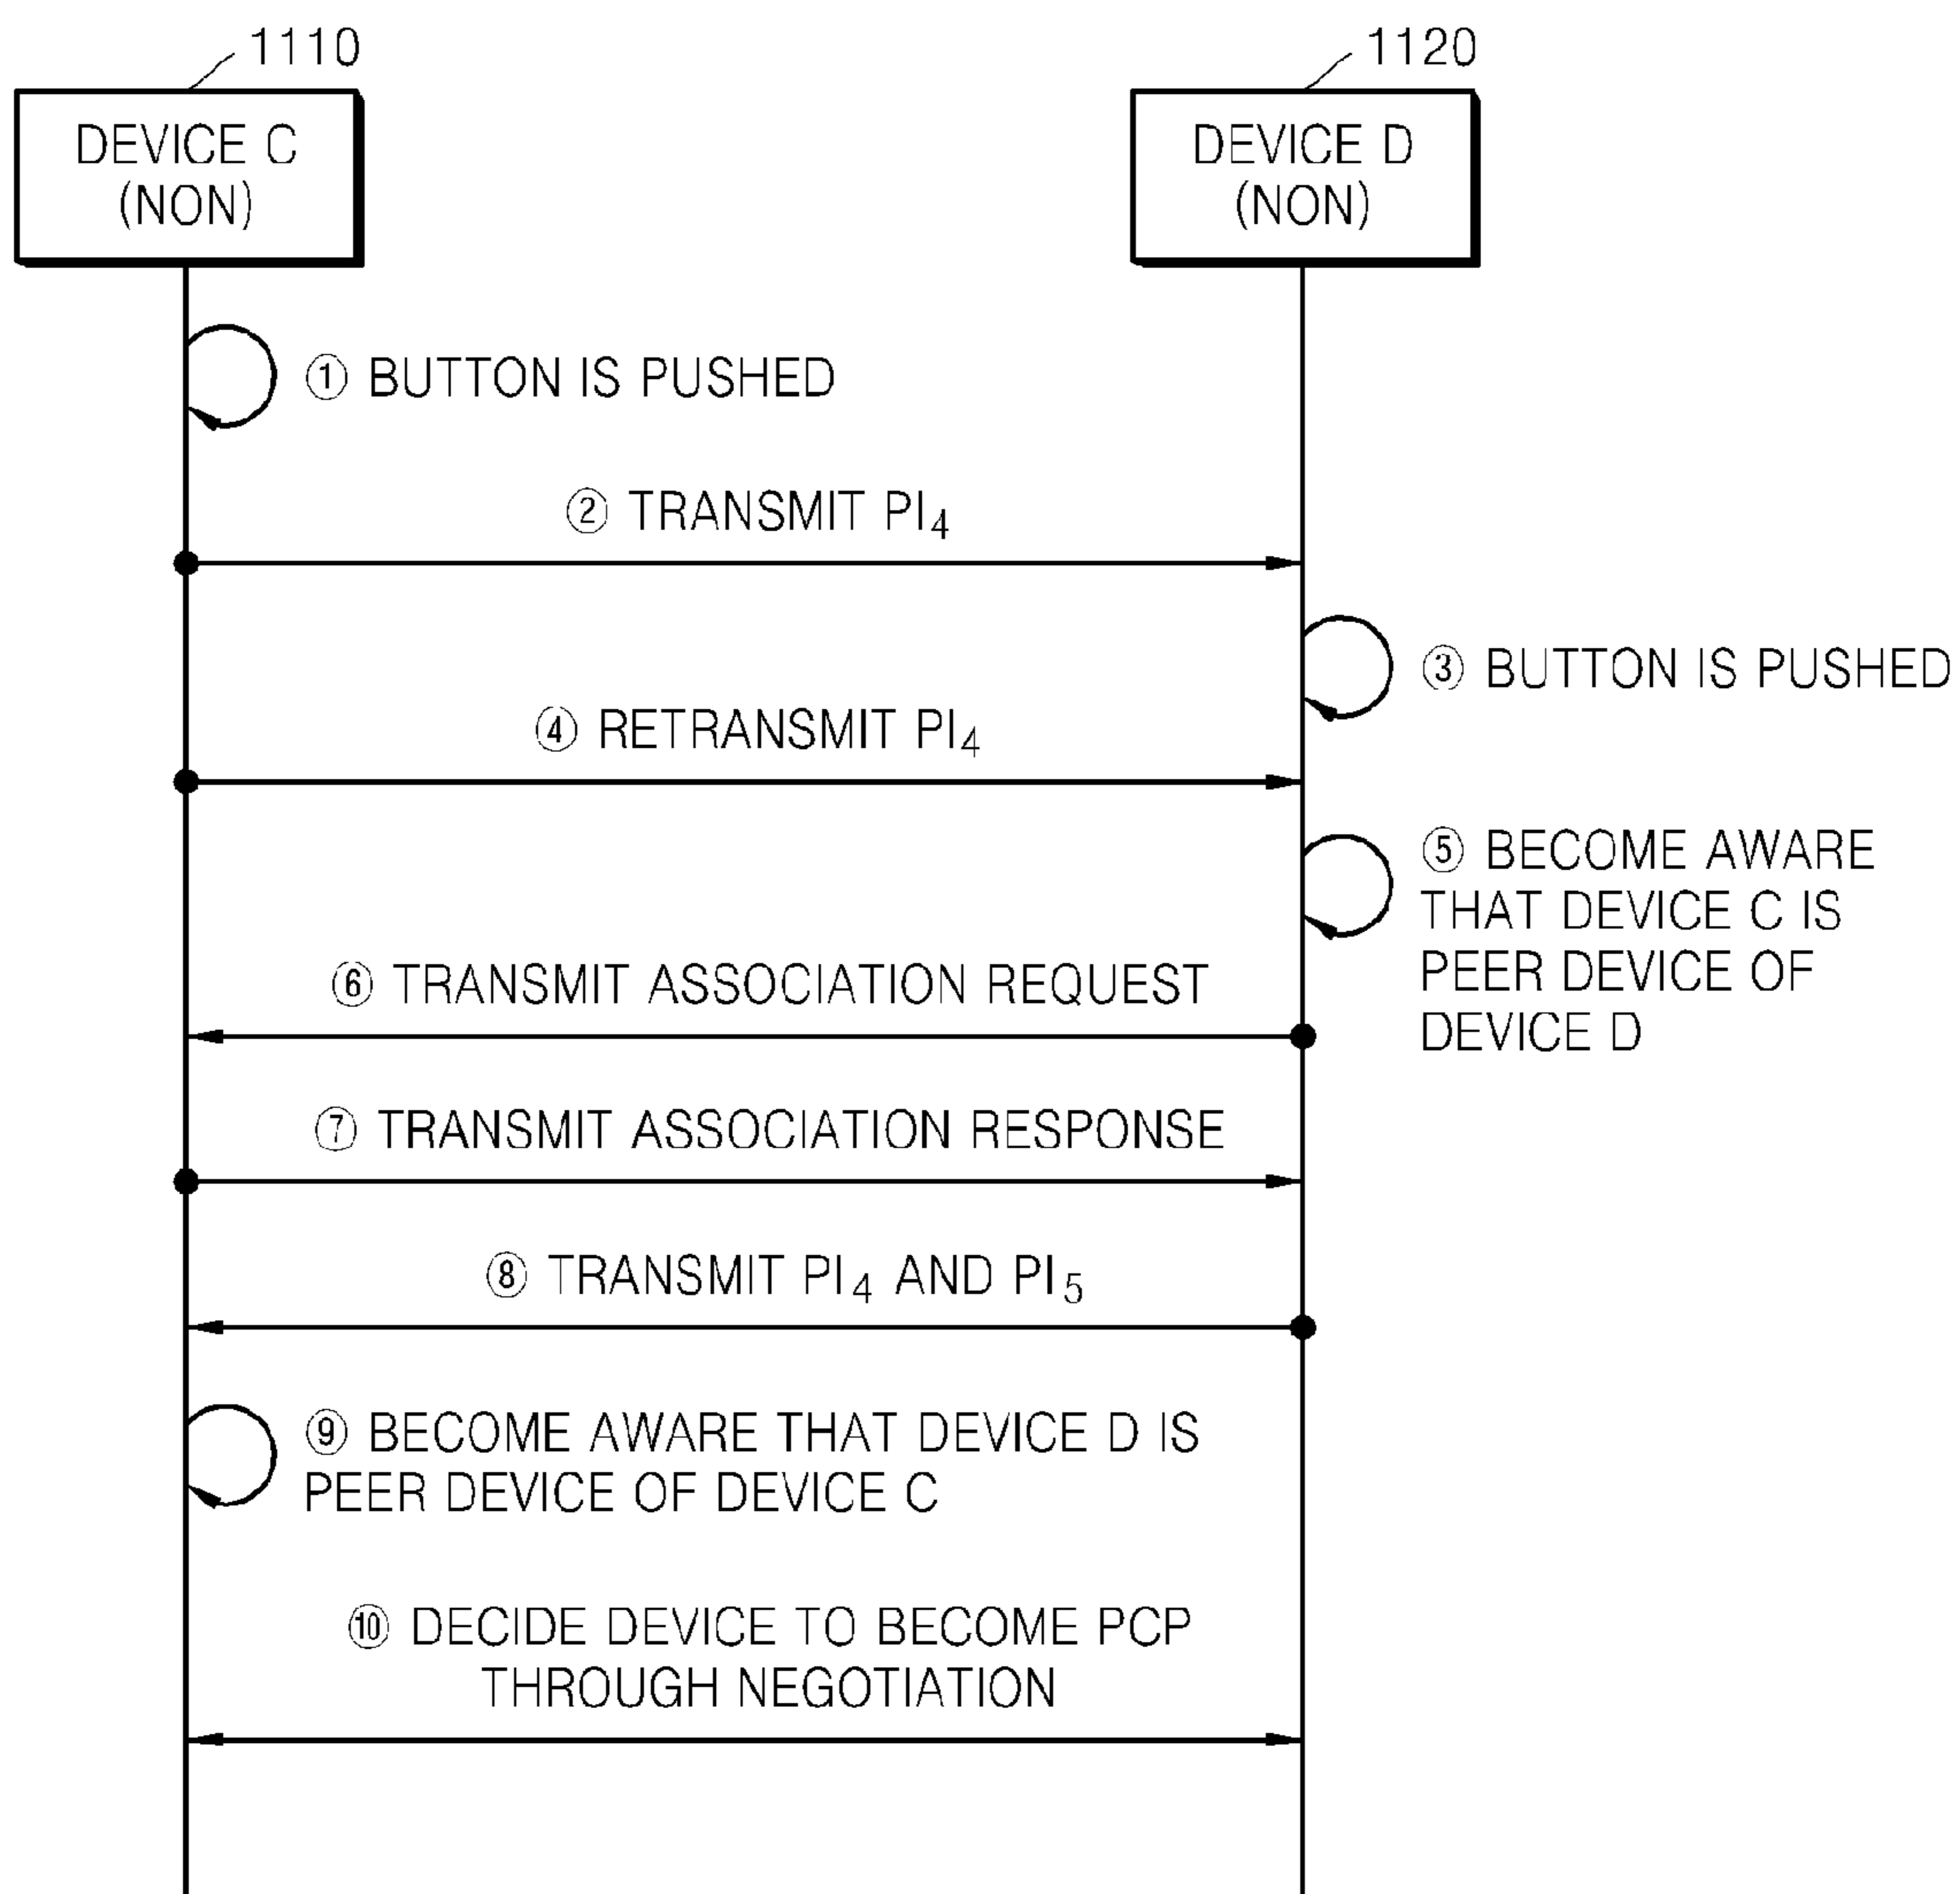 1110
1120
DEVICE C
(NON)
DEVICE D
(NON)
① BUTTON IS PUSHED
② TRANSMIT PI4
③ BUTTON IS PUSHED
④ RETRANSMIT PI4
⑤ BECOME AWARE
THAT DEVICE C IS
PEER DEVICE OF
DEVICE D
⑥ TRANSMIT ASSOCIATION REQUEST
⑦ TRANSMIT ASSOCIATION RESPONSE
⑧ TRANSMIT PI4 AND PI5
⑨ BECOME AWARE THAT DEVICE D IS
PEER DEVICE OF DEVICE C
⑩ DECIDE DEVICE TO BECOME PCP
THROUGH NEGOTIATION